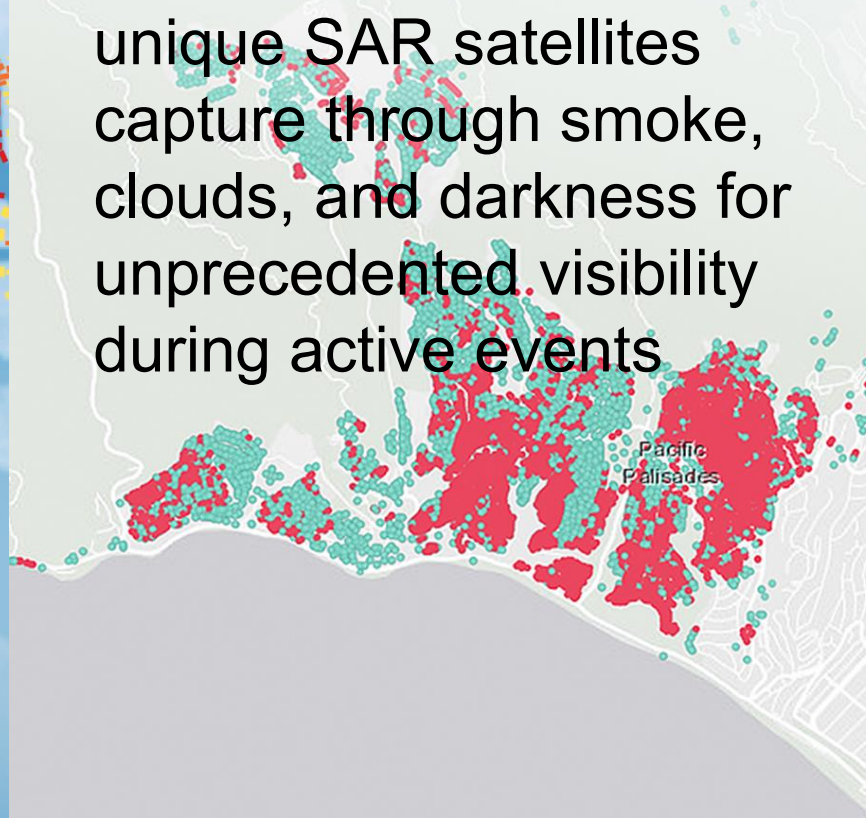 unique SAR satellites
capture through smoke,
clouds, and darkness for
unprecedented visibility
during active events
Pacific
Palisades